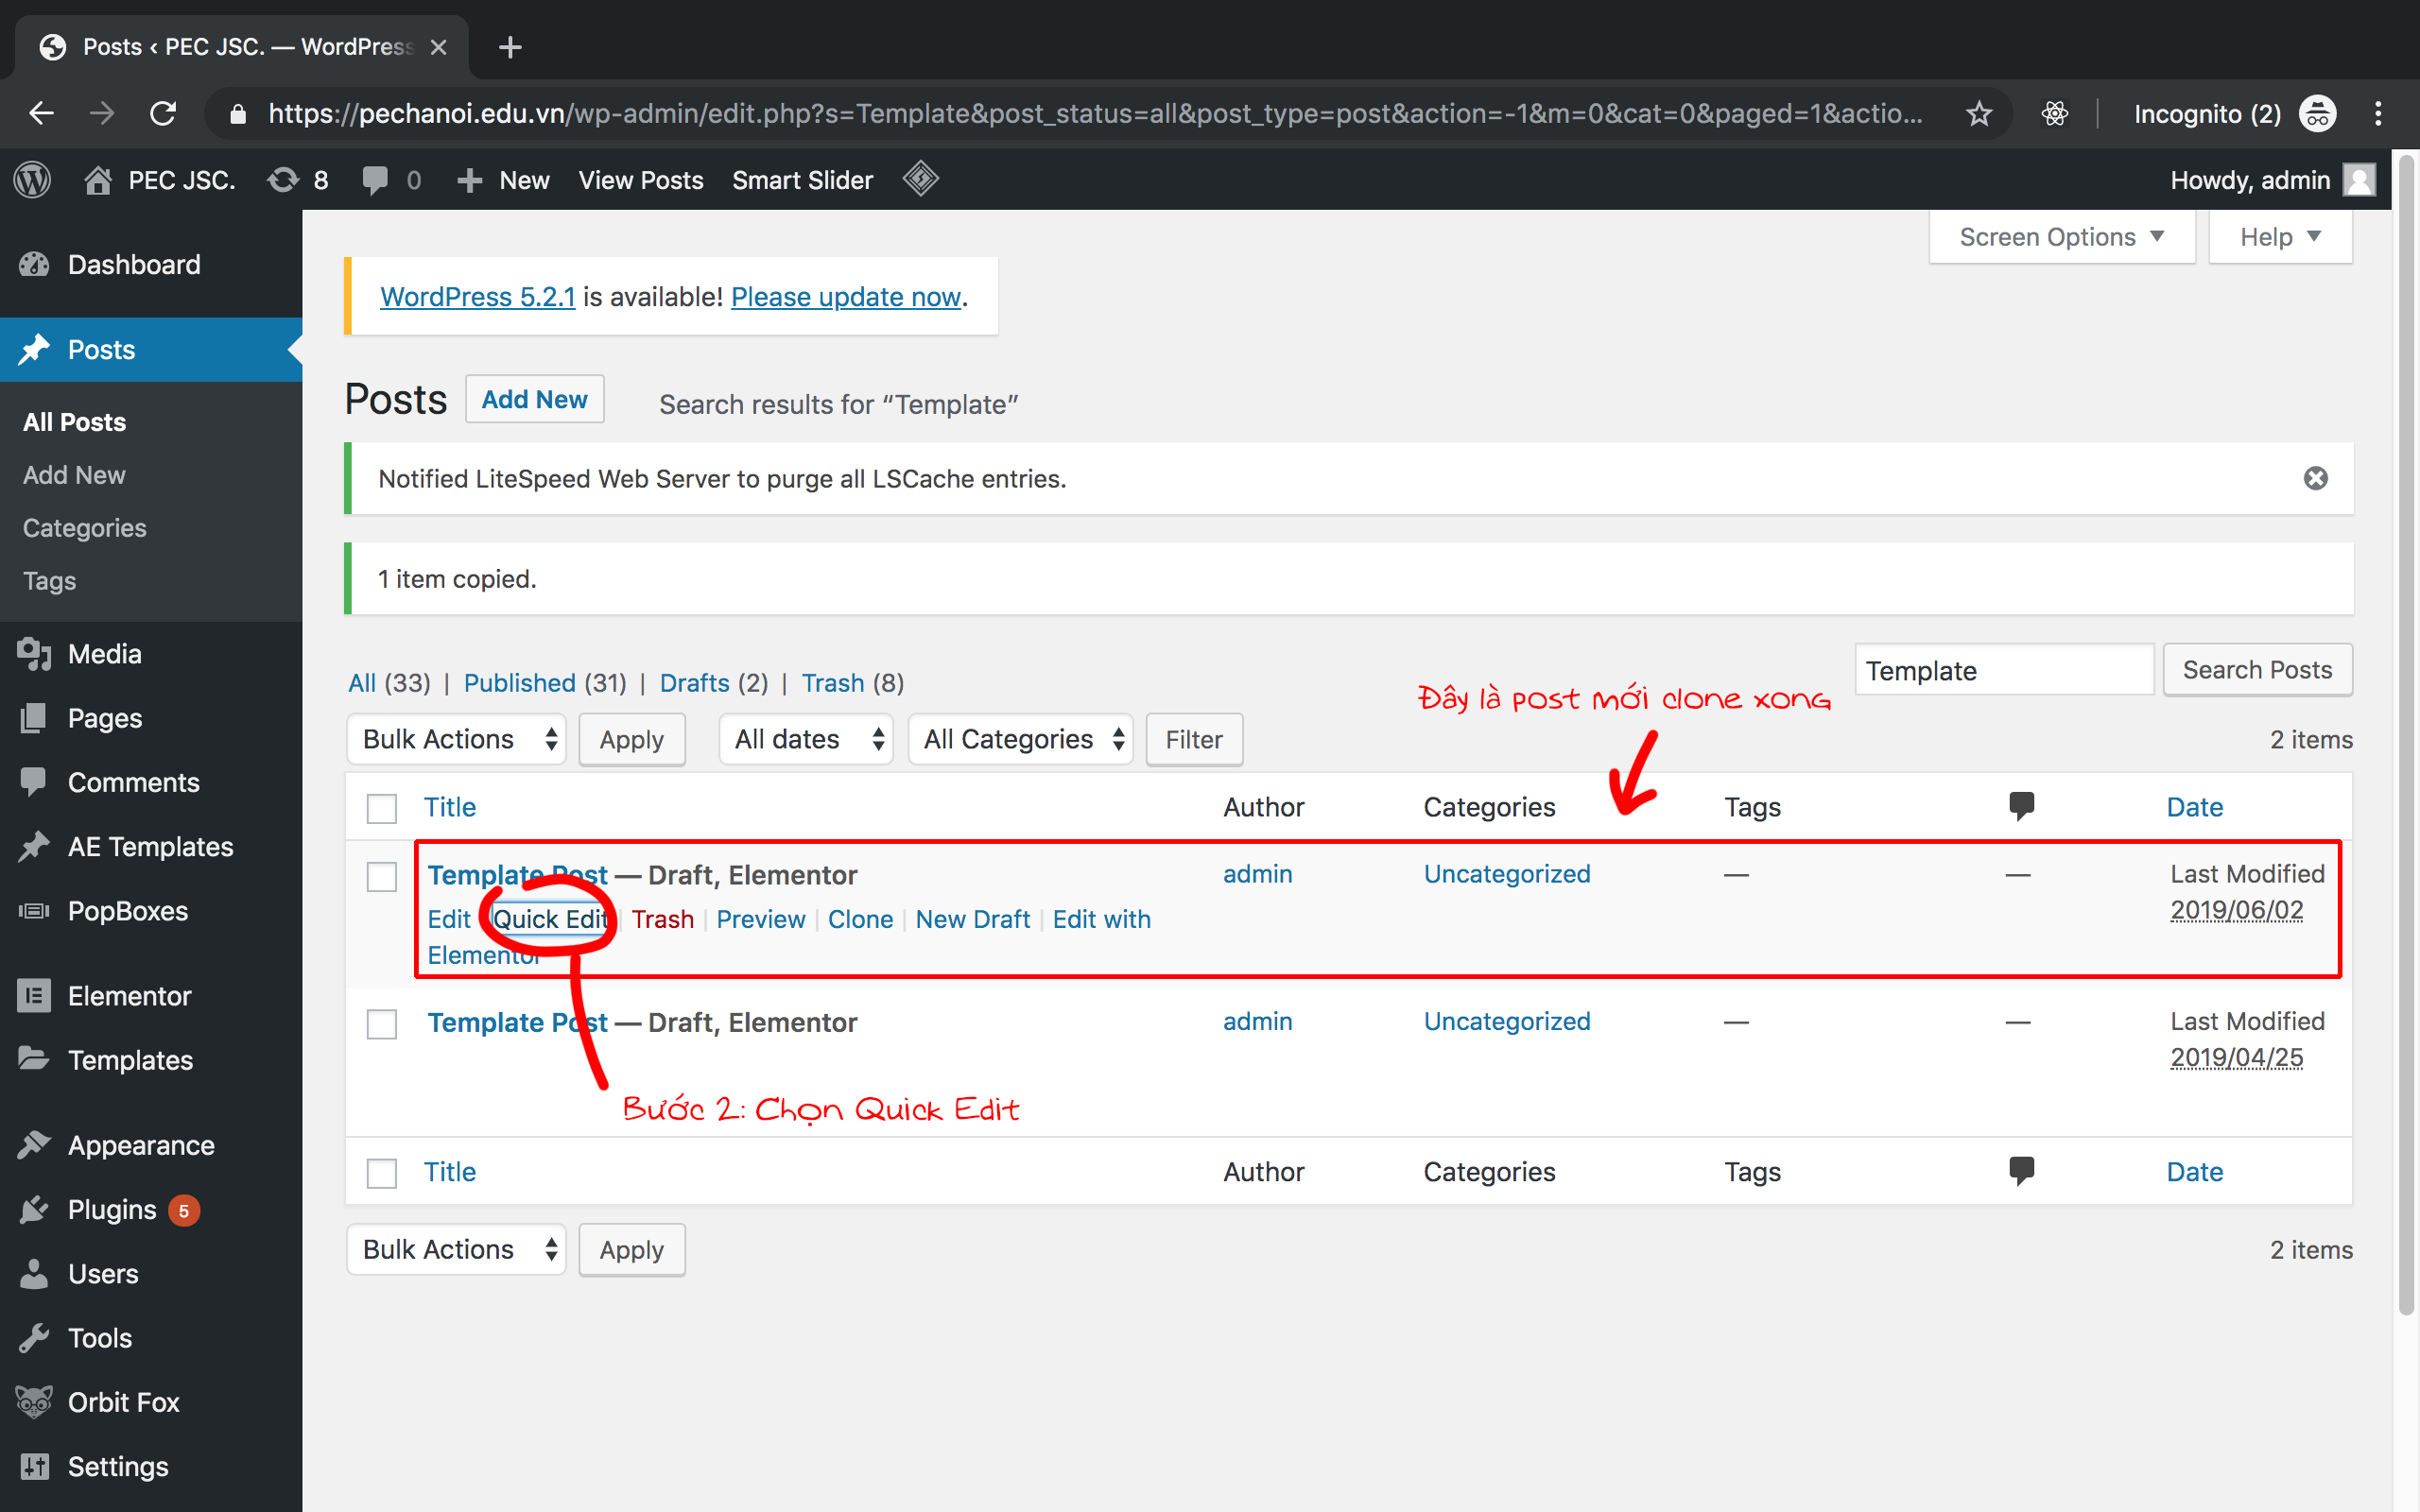 Posts ‹ PEC JSC. — WordPress
https://pechanoi.edu.vn/wp-admin/edit.php?s=Template&post_status=all&post_type=post&action=-1&m=0&cat=0&paged=1&actio...
Incognito (2)
PEC JSC.
8
0
New
View Posts
Smart Slider
Howdy, admin
Screen Options
Help
Dashboard
Posts
All Posts
Add New
Categories
Tags
Media
Pages
Comments
AE Templates
PopBoxes
Elementor
Templates
Appearance
Plugins 5
Users
Tools
Orbit Fox
Settings
WordPress 5.2.1 is available! Please update now.
Posts
Add New
Search results for “Template”
Notified LiteSpeed Web Server to purge all LSCache entries.
1 item copied.
All (33) | Published (31) | Drafts (2) | Trash (8)
Template
Search Posts
Đây là post mới clone xong
Bulk Actions
Apply
All dates
All Categories
Filter
2 items
Title
Author
Categories
Tags
Date
Template Post — Draft, Elementor
admin
Uncategorized
—
—
Last Modified
2019/06/02
Edit Quick Edit | Trash | Preview | Clone | New Draft | Edit with
Elementor
Template Post — Draft, Elementor
admin
Uncategorized
—
—
Last Modified
2019/04/25
Bước 2: Chọn Quick Edit
Title
Author
Categories
Tags
Date
Bulk Actions
Apply
2 items